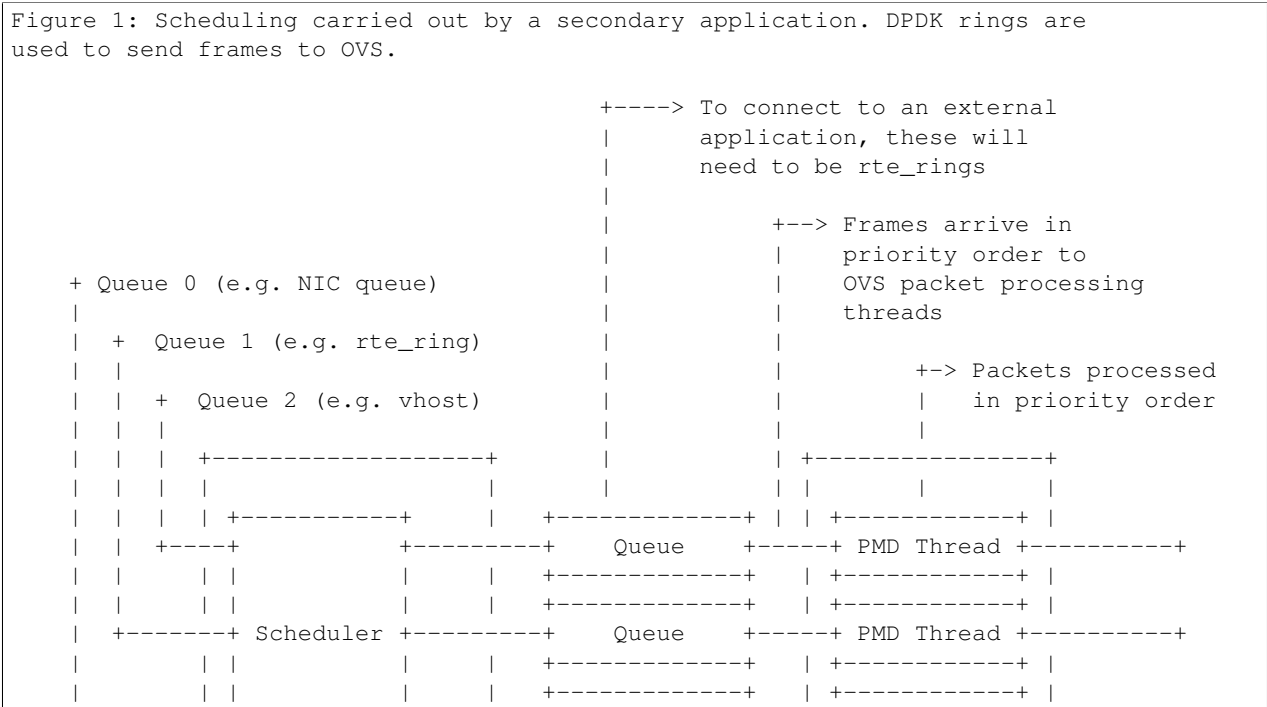 Figure 1: Scheduling carried out by a secondary application. DPDK rings are
used to send frames to OVS.
+----> To connect to an external
| application, these will
| need to be rte_rings
|
| +--> Frames arrive in
| | priority order to
+ Queue 0 (e.g. NIC queue) | | OVS packet processing
| | | threads
| + Queue 1 (e.g. rte_ring) | |
| | | | +-> Packets processed
| | + Queue 2 (e.g. vhost) | | | in priority order
| | | | | |
| | | +-------------------+ | | +----------------+
| | | | | | | | | |
| | | | +-----------+ | +-------------+ | | +------------+ |
| | +----+ +---------+ Queue +-----+ PMD Thread +----------+
| | | | | | +-------------+ | +------------+ |
| | | | | | +-------------+ | +------------+ |
| +-------+ Scheduler +---------+ Queue +-----+ PMD Thread +----------+
| | | | | +-------------+ | +------------+ |
| | | | | +-------------+ | +------------+ |